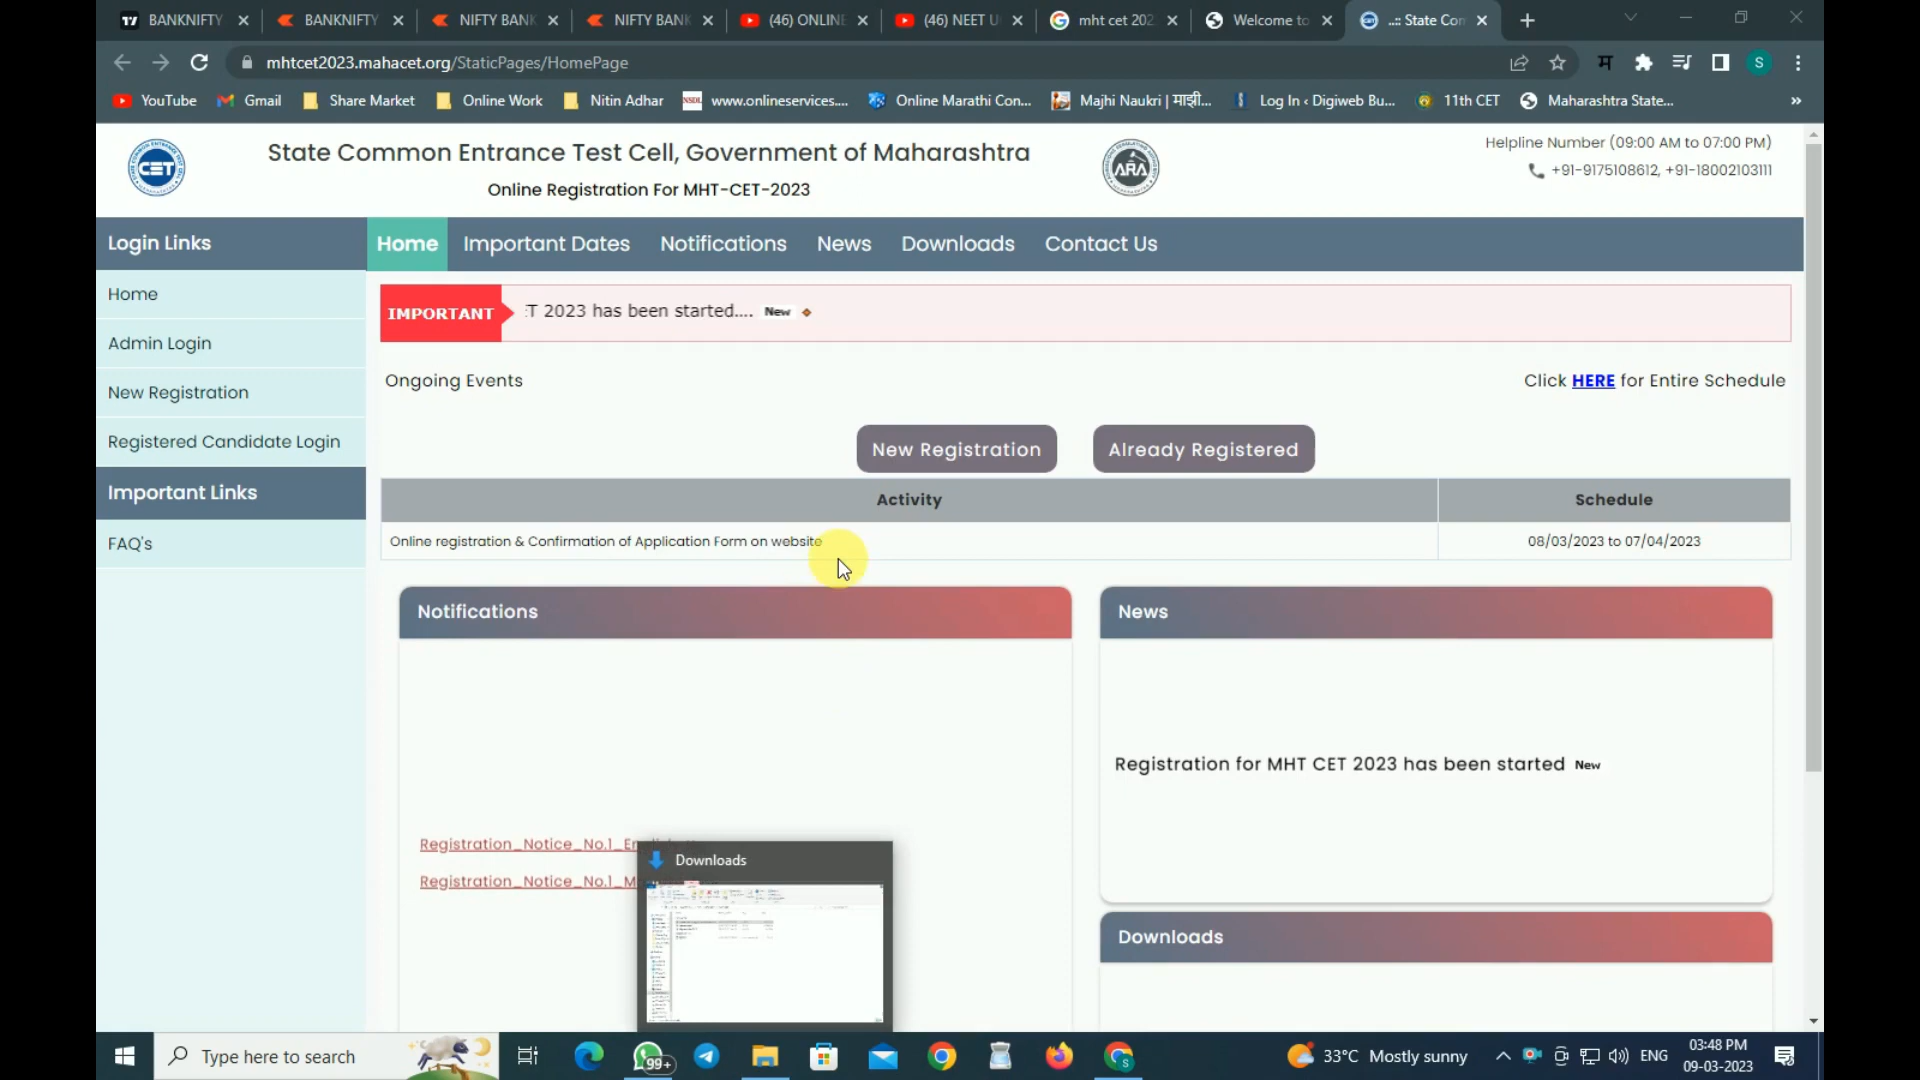 BANKNIFTY
BANKNIFTY
NIFTY BANK
NIFTY BANK
(46) ONLINE
(46) NEET U
mht cet 202
Welcome to
..:: State Con
mhtcet2023.mahacet.org/StaticPages/HomePage
YouTube
Gmail
Share Market
Online Work
Nitin Adhar
NSDL
www.onlineservices....
Online Marathi Con...
Majhi Naukri | माझी...
Log In ‹ Digiweb Bu...
11th CET
Maharashtra State...
CET
State Common Entrance Test Cell, Government of Maharashtra
Online Registration For MHT-CET-2023
ARA
Helpline Number (09:00 AM to 07:00 PM)
+91-9175108612, +91-18002103111
Login Links
Home
Important Dates
Notifications
News
Downloads
Contact Us
Home
Admin Login
New Registration
Registered Candidate Login
Important Links
FAQ's
IMPORTANT
T 2023 has been started.... New
Ongoing Events
Click HERE for Entire Schedule
New Registration
Already Registered
Activity
Schedule
Online registration & Confirmation of Application Form on website
08/03/2023 to 07/04/2023
Notifications
News
Registration for MHT CET 2023 has been started New
Registration_Notice_No.1_En
Registration_Notice_No.1_M
Downloads
Downloads
Type here to search
99+
33°C Mostly sunny
ENG
03:48 PM
09-03-2023